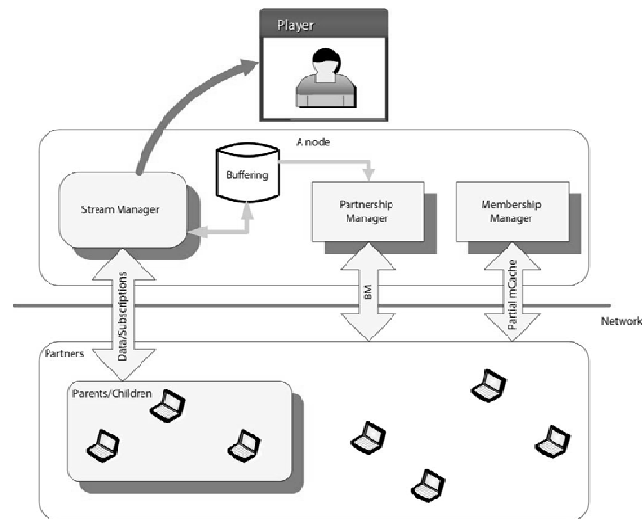 Player
A node
Buffering
Stream Manager
Partnership
Manager
Membership
Manager
Data/Subscriptions
BM
Partial mCache
Network
Partners
Parents/Children